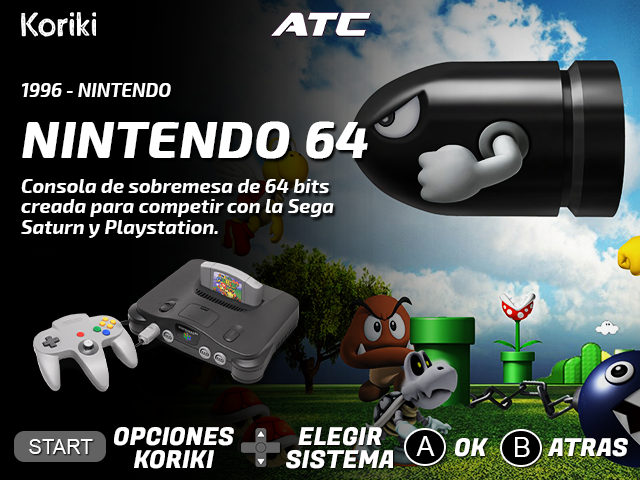 Koriki
ATC
1996 - NINTENDO
NINTENDO 64
Consola de sobremesa de 64 bits
creada para competir con la Sega
Saturn y Playstation.
START
OPCIONES
KORIKI
ELEGIR
SISTEMA
A OK
B ATRAS